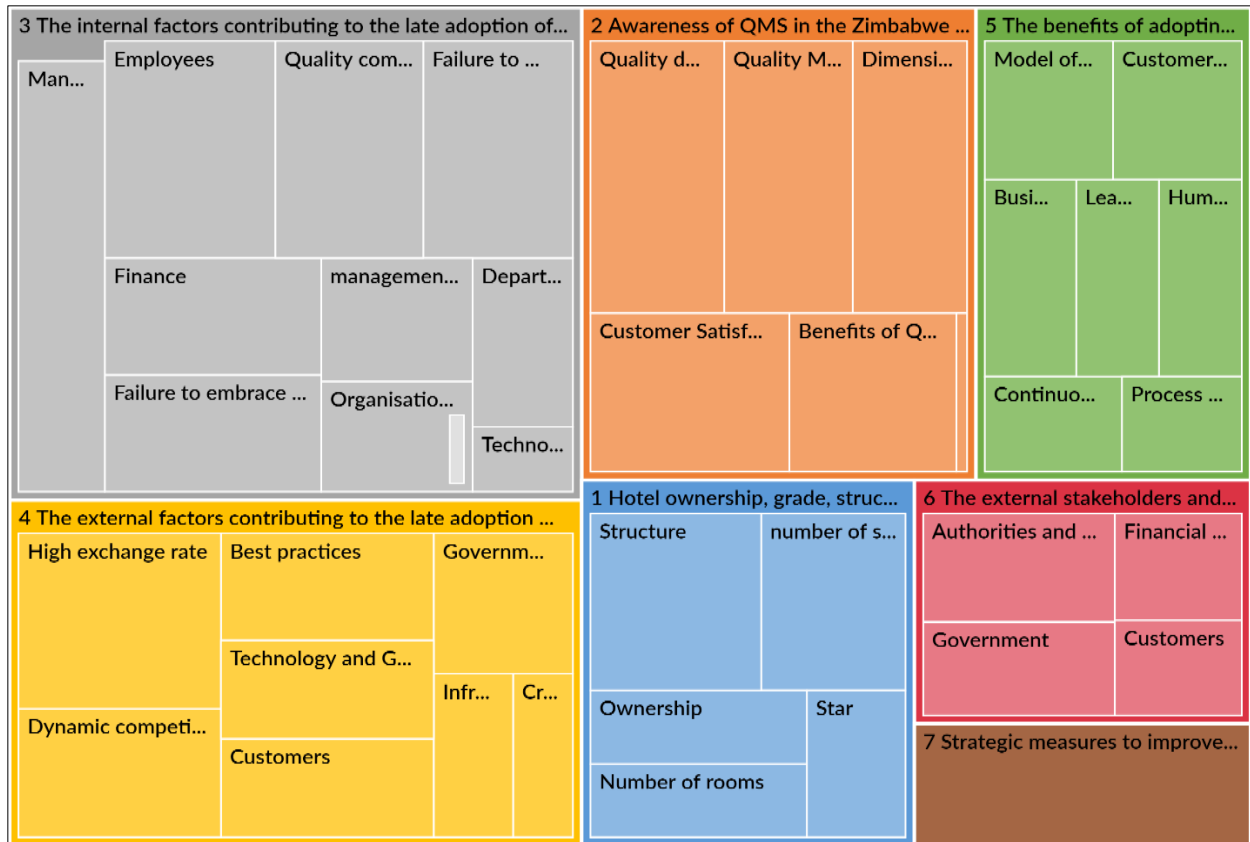 3 The internal factors contributing to the late adoption of...
Man...
Employees
Quality com...
Failure to ...
Finance
managemen...
Depart...
Failure to embrace ...
Organisatio...
Techno...
2 Awareness of QMS in the Zimbabwe ...
Quality d...
Quality M...
Dimensi...
Customer Satisf...
Benefits of Q...
5 The benefits of adoptin...
Model of...
Customer...
Busi...
Lea...
Hum...
Continuo...
Process ...
4 The external factors contributing to the late adoption ...
High exchange rate
Best practices
Governm...
Technology and G...
Infr...
Cr...
Dynamic competi...
Customers
1 Hotel ownership, grade, struc...
Structure
number of s...
Ownership
Star
Number of rooms
6 The external stakeholders and...
Authorities and ...
Financial ...
Government
Customers
7 Strategic measures to improve...